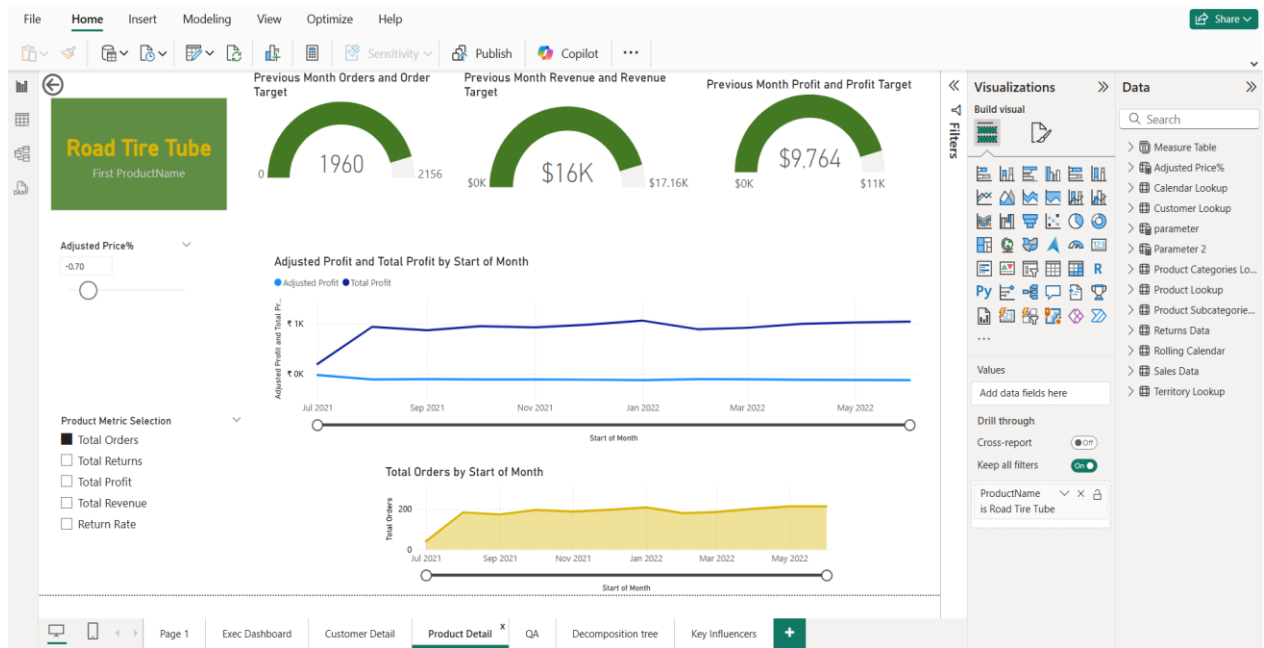 File Home Insert Modeling View Optimize Help
Share
Sensitivity Publish Copilot
Road Tire Tube
First ProductName
Previous Month Orders and Order
Target
1960
0
2156
Previous Month Revenue and Revenue
Target
$16K
$0K
$17.16K
Previous Month Profit and Profit Target
$9.764
$0K
$11K
Adjusted Price%
-0.70
Adjusted Profit and Total Profit by Start of Month
Adjusted Profit Total Profit
Adjusted Profit and Total Pr...
₹ 1K
₹ 0K
Jul 2021 Sep 2021 Nov 2021 Jan 2022 Mar 2022 May 2022
Start of Month
Product Metric Selection
Total Orders
Total Returns
Total Profit
Total Revenue
Return Rate
Total Orders by Start of Month
Total Orders
200
0
Jul 2021 Sep 2021 Nov 2021 Jan 2022 Mar 2022 May 2022
Start of Month
Page 1 Exec Dashboard Customer Detail Product Detail x QA Decomposition tree Key Influencers +
Filters
Visualizations
Build visual
123
R
Py
...
Values
Add data fields here
Drill through
Cross-report Off
Keep all filters On
ProductName
is Road Tire Tube
Data
Search
Measure Table
Adjusted Price%
Calendar Lookup
Customer Lookup
parameter
Parameter 2
Product Categories Lo...
Product Lookup
Product Subcategorie...
Returns Data
Rolling Calendar
Sales Data
Territory Lookup